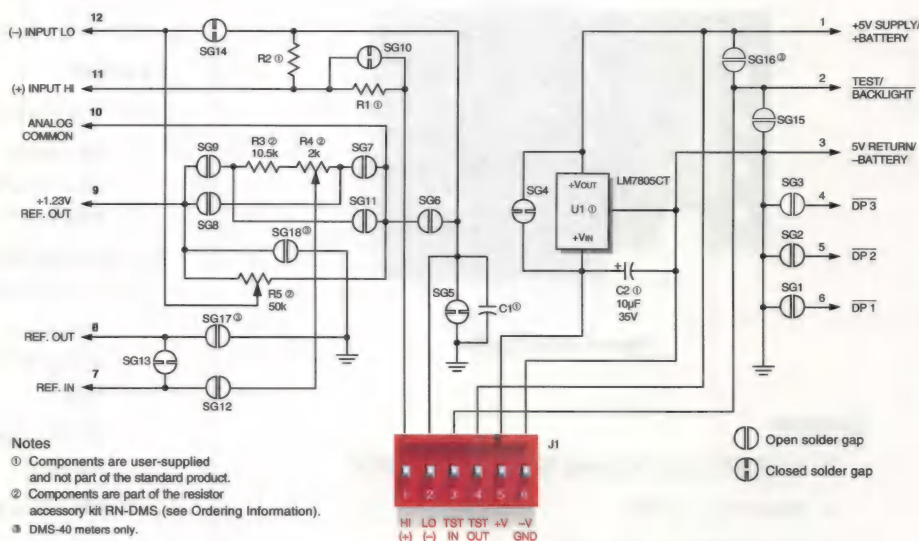 12
(–) INPUT LO
SG14
R2 ①
SG10
11
(+) INPUT HI
R1 ①
10
ANALOG
COMMON
SG9
R3 ②
10.5k
R4 ②
2k
SG7
9
+1.23V
REF. OUT
SG8
SG11
SG6
SG18 ③
R5 ②
50k
SG5
C1 ①
8
REF. OUT
SG17 ③
SG13
7
REF. IN
SG12
1
+5V SUPPLY/
+BATTERY
SG16 ③
2
TEST/
BACKLIGHT
SG15
3
5V RETURN/
–BATTERY
SG4
LM7805CT
+VOUT
U1 ①
+VIN
C2 ①
10µF
35V
+
SG3
4
DP 3
SG2
5
DP 2
SG1
6
DP 1
J1
1 2 3 4 5 6
HI LO TST TST +V –V
(+) (–) IN OUT GND
Open solder gap
Closed solder gap
Notes
① Components are user-supplied
and not part of the standard product.
② Components are part of the resistor
accessory kit RN-DMS (see Ordering Information).
③ DMS-40 meters only.